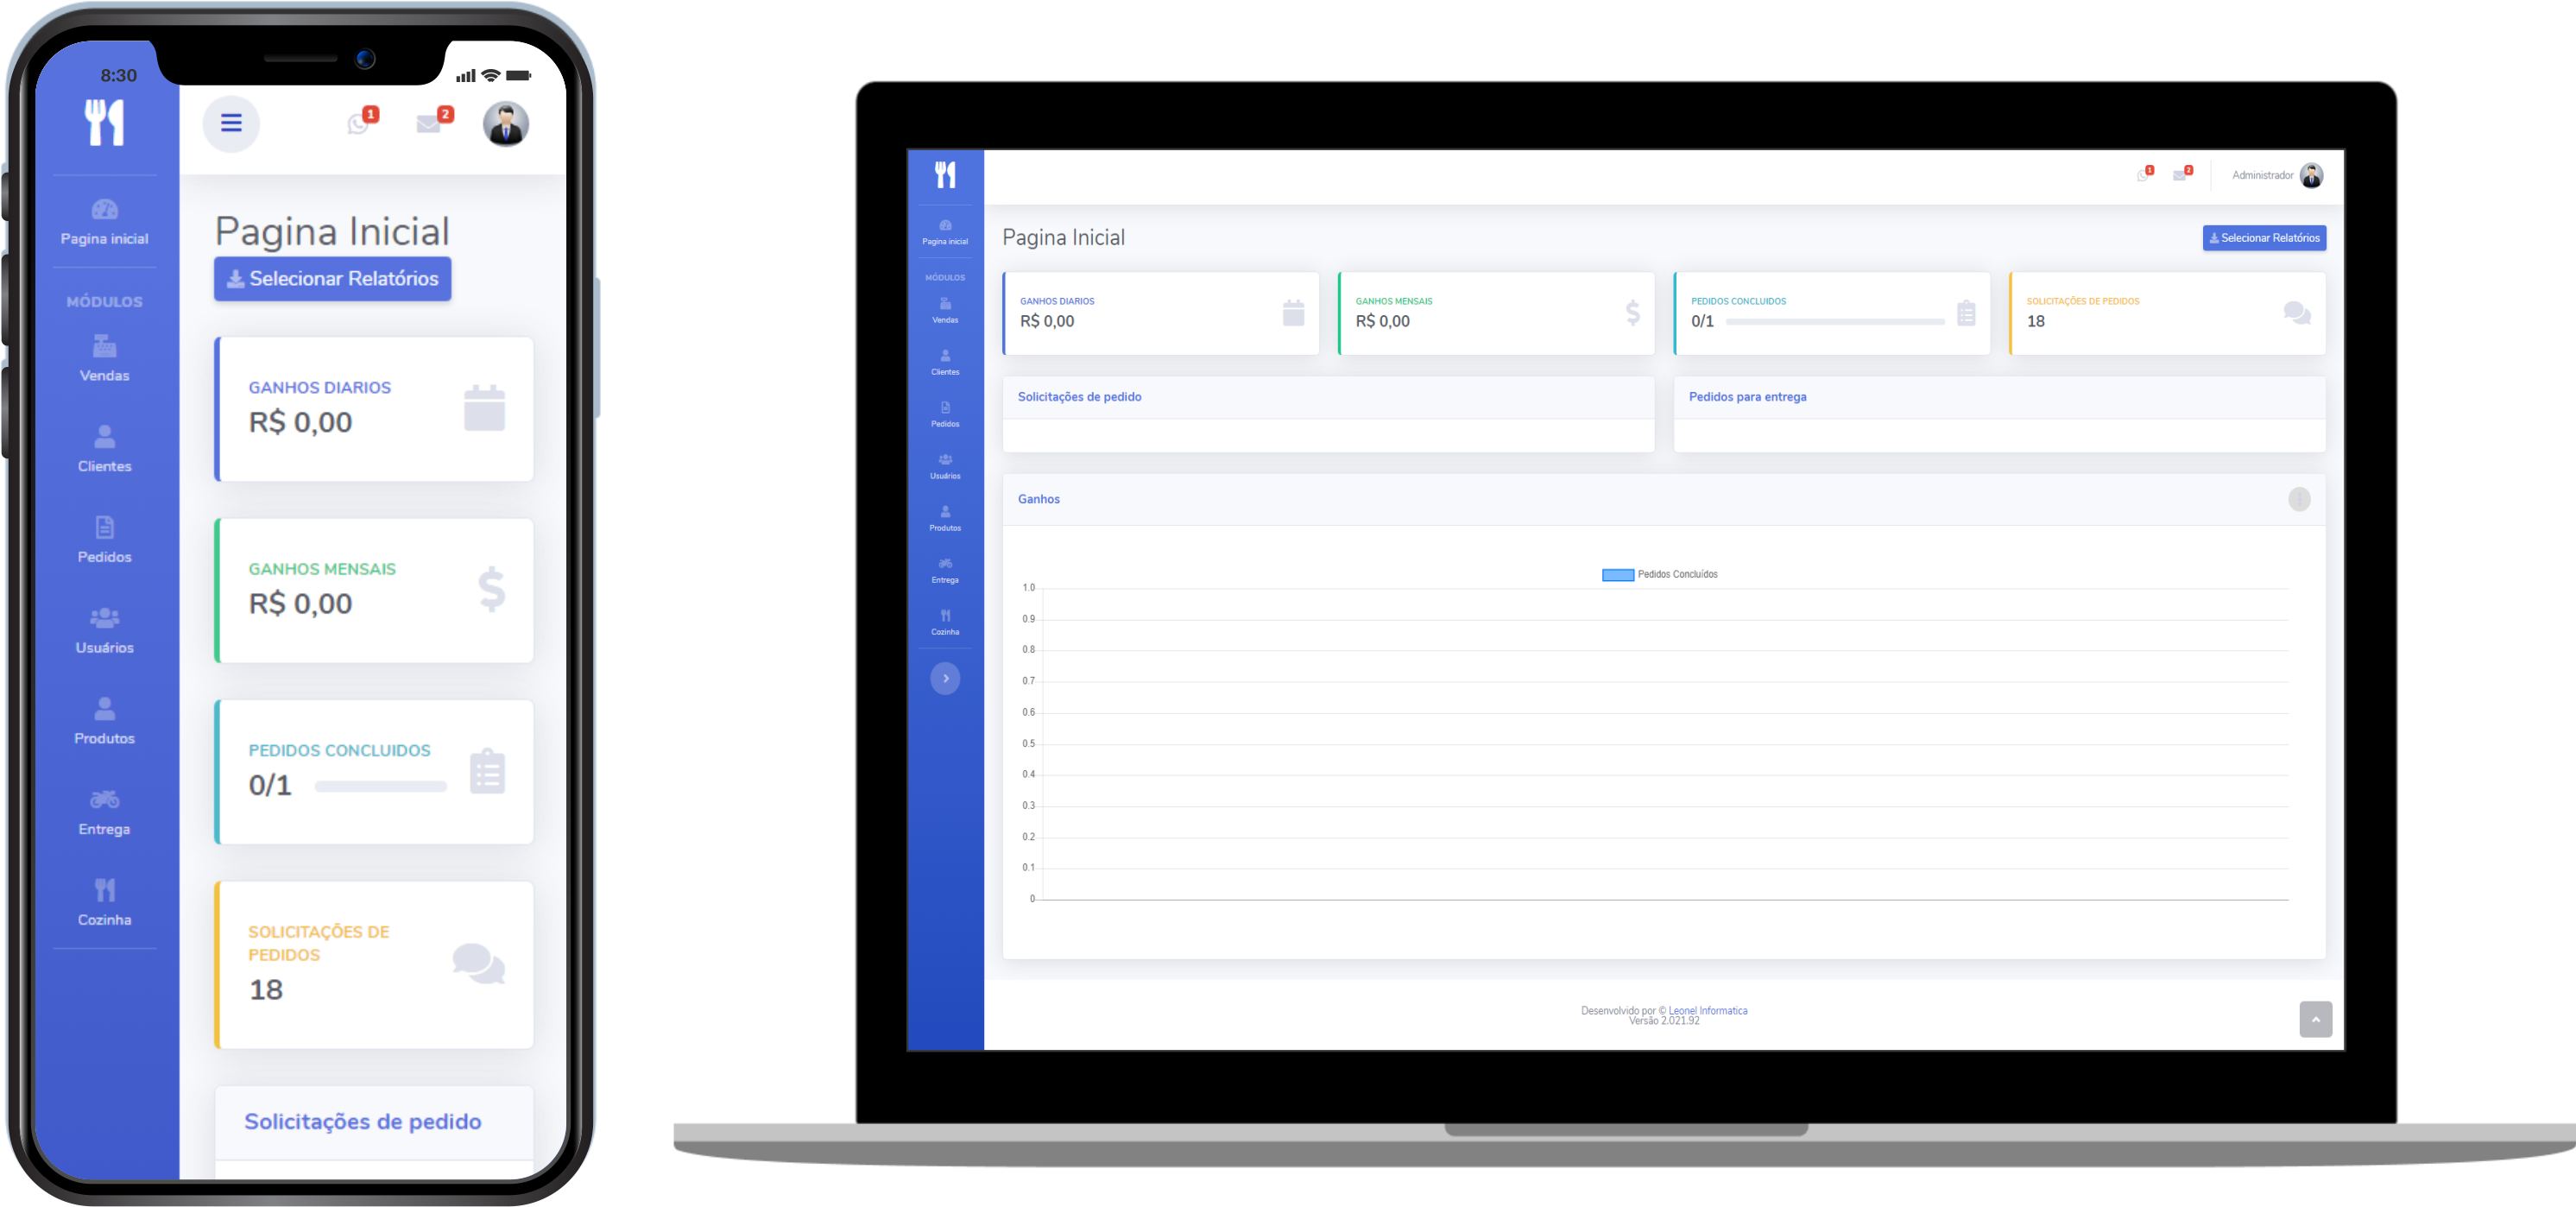 8:30
1
2
Pagina inicial
MÓDULOS
Vendas
Clientes
Pedidos
Usuários
Produtos
Entrega
Cozinha
Pagina Inicial
Selecionar Relatórios
GANHOS DIARIOS
R$ 0,00
GANHOS MENSAIS
R$ 0,00
PEDIDOS CONCLUIDOS
0/1
SOLICITAÇÕES DE
PEDIDOS
18
Solicitações de pedido
1
2
Administrador
Pagina inicial
MÓDULOS
Vendas
Clientes
Pedidos
Usuários
Produtos
Entrega
Cozinha
Pagina Inicial
Selecionar Relatórios
GANHOS DIARIOS
R$ 0,00
GANHOS MENSAIS
R$ 0,00
PEDIDOS CONCLUIDOS
0/1
SOLICITAÇÕES DE PEDIDOS
18
Solicitações de pedido
Pedidos para entrega
Ganhos
Pedidos Concluídos
1.0
0.9
0.8
0.7
0.6
0.5
0.4
0.3
0.2
0.1
0
Desenvolvido por © Leonel Informatica
Versão 2.021.92